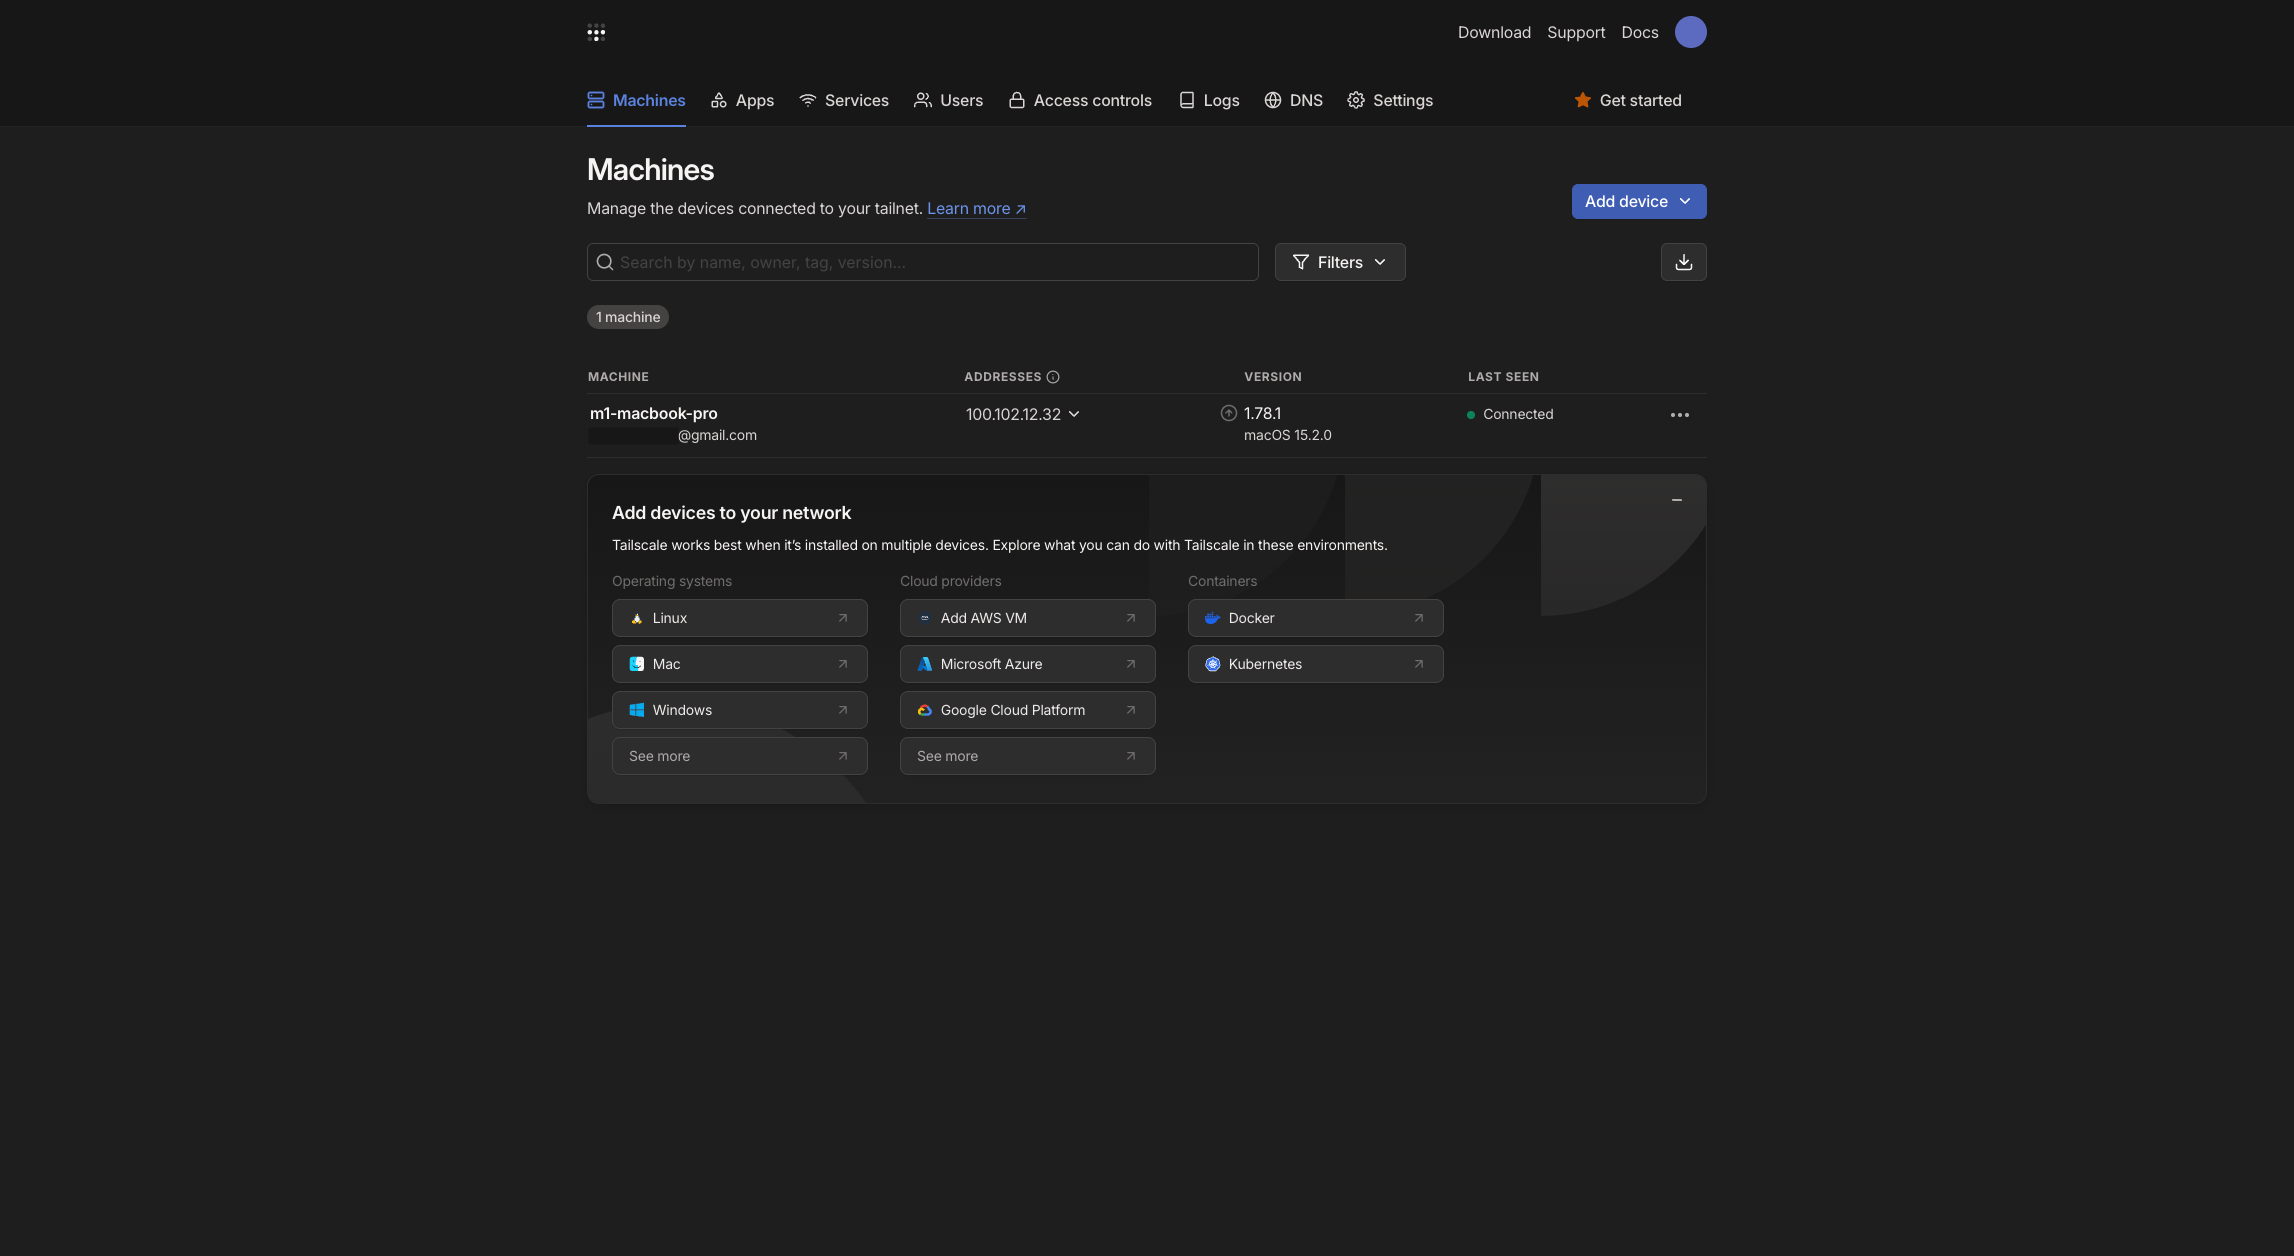 Download Support Docs
Machines Apps Services Users Access controls Logs DNS Settings Get started
Machines
Manage the devices connected to your tailnet. Learn more ↗
Add device
Search by name, owner, tag, version...
Filters
1 machine
MACHINE ADDRESSES VERSION LAST SEEN
m1-macbook-pro 100.102.12.32 1.78.1 Connected
@gmail.com macOS 15.2.0
Add devices to your network
Tailscale works best when it’s installed on multiple devices. Explore what you can do with Tailscale in these environments.
Operating systems Cloud providers Containers
Linux Add AWS VM Docker
Mac Microsoft Azure Kubernetes
Windows Google Cloud Platform
See more See more